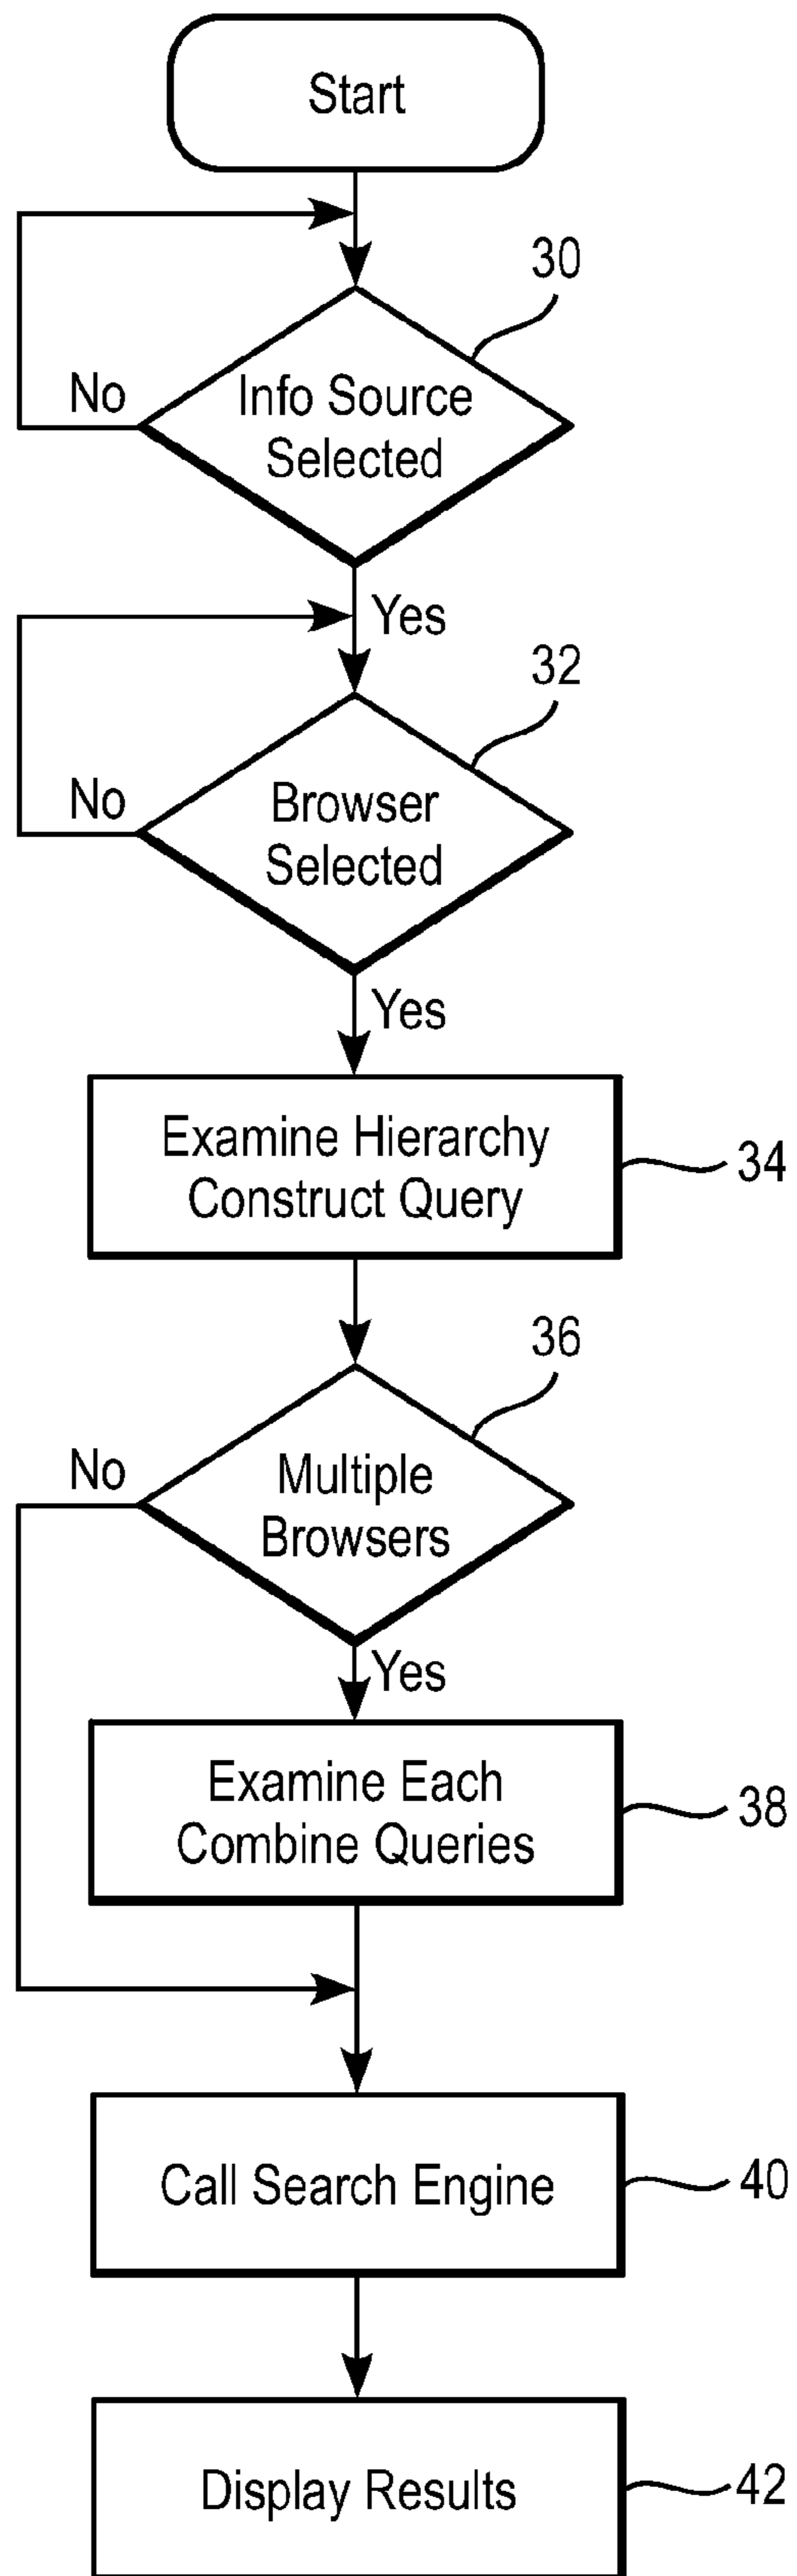 Start
30
No
Info Source
Selected
Yes
32
No
Browser
Selected
Yes
Examine Hierarchy
Construct Query
34
36
No
Multiple
Browsers
Yes
Examine Each
Combine Queries
38
Call Search Engine
40
Display Results
42